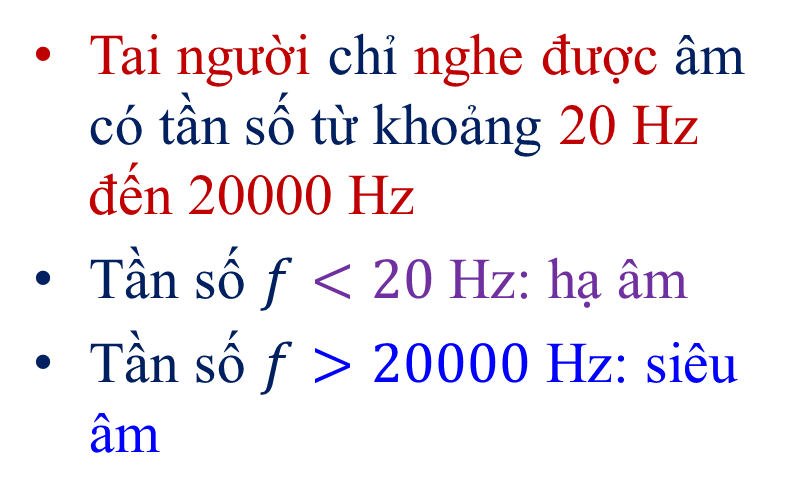 • Tai người chỉ nghe được âm
có tần số từ khoảng 20 Hz
đến 20000 Hz
• Tần số f < 20 Hz: hạ âm
• Tần số f > 20000 Hz: siêu
âm